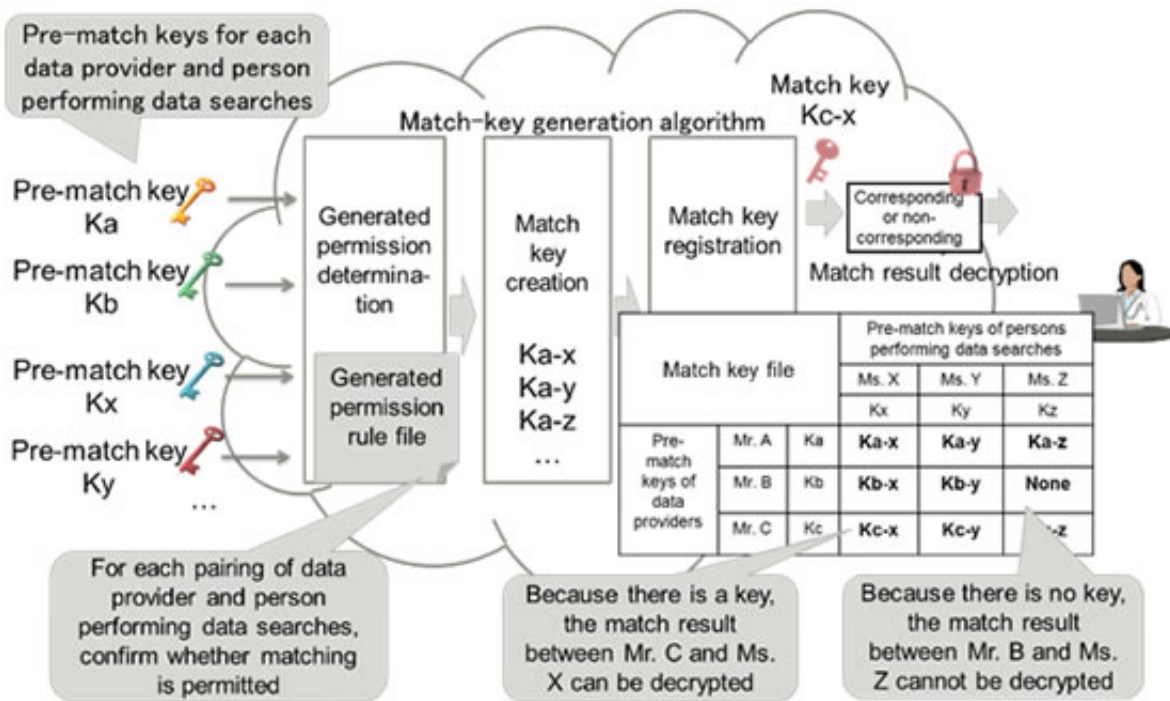 Pre-match keys for each
data provider and person
performing data searches
Match key
Kc-x
Match-key generation algorithm
Pre-match key
Ka
Pre-match key
Kb
Pre-match key
Kx
Pre-match key
Ky
...
Generated
permission
determina-
tion
Generated
permission
rule file
Match
key
creation
Ka-x
Ka-y
Ka-z
...
Match key
registration
Corresponding
or non-
corresponding
Match result decryption
Match key file
Pre-match keys of persons
performing data searches
Ms. X Ms. Y Ms. Z
Kx Ky Kz
Pre-
match
keys of
data
providers
Mr. A Ka Ka-x Ka-y Ka-z
Mr. B Kb Kb-x Kb-y None
Mr. C Kc Kc-x Kc-y -z
For each pairing of data
provider and person
performing data searches,
confirm whether matching
is permitted
Because there is a key,
the match result
between Mr. C and Ms.
X can be decrypted
Because there is no key,
the match result
between Mr. B and Ms.
Z cannot be decrypted